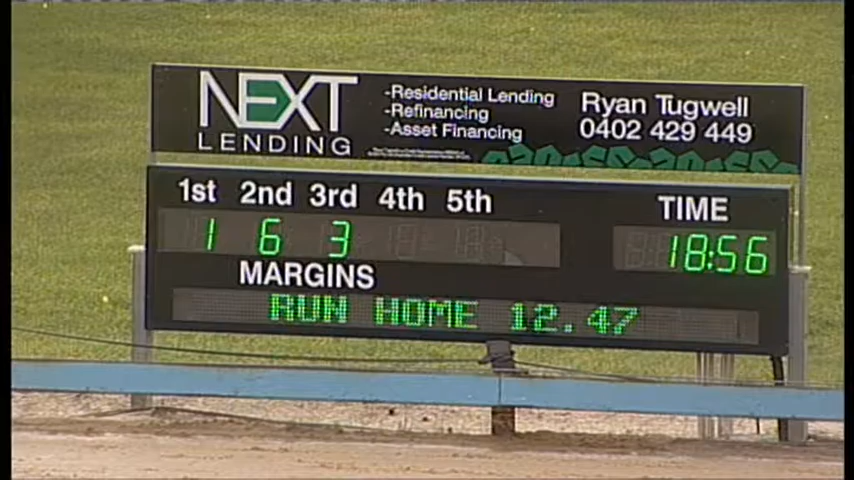 NEXT
LENDING
-Residential Lending
-Refinancing
-Asset Financing
Ryan Tugwell
0402 429 449
1st 2nd 3rd 4th 5th TIME
1 6 3 18:56
MARGINS
RUN HOME 12.47